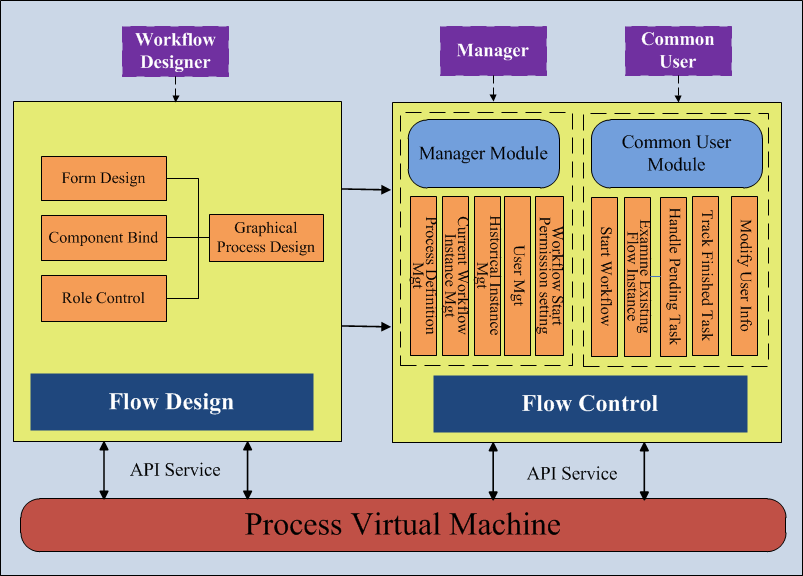 Workflow
Designer
Manager
Common
User
Form Design
Component Bind
Role Control
Graphical
Process Design
Flow Design
Manager Module
Process Definition
Mgt
Current Workflow
Instance Mgt
Historical Instance
Mgt
User Mgt
Workflow Start
Permission setting
Common User
Module
Start Workflow
Examine Existing
Flow Instance
Handle Pending Task
Track Finished Task
Modify User Info
Flow Control
API Service
API Service
Process Virtual Machine